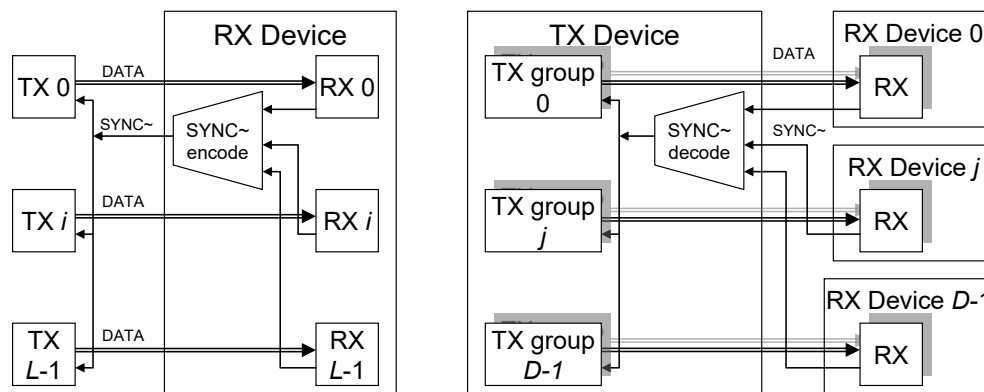 RX Device
TX 0
DATA
RX 0
SYNC~
SYNC~
encode
TX i
DATA
RX i
TX
L-1
DATA
RX
L-1
TX Device
TX group
0
DATA
RX Device 0
RX
SYNC~
decode
SYNC~
RX Device j
TX group
j
RX
RX Device D-1
TX group
D-1
RX